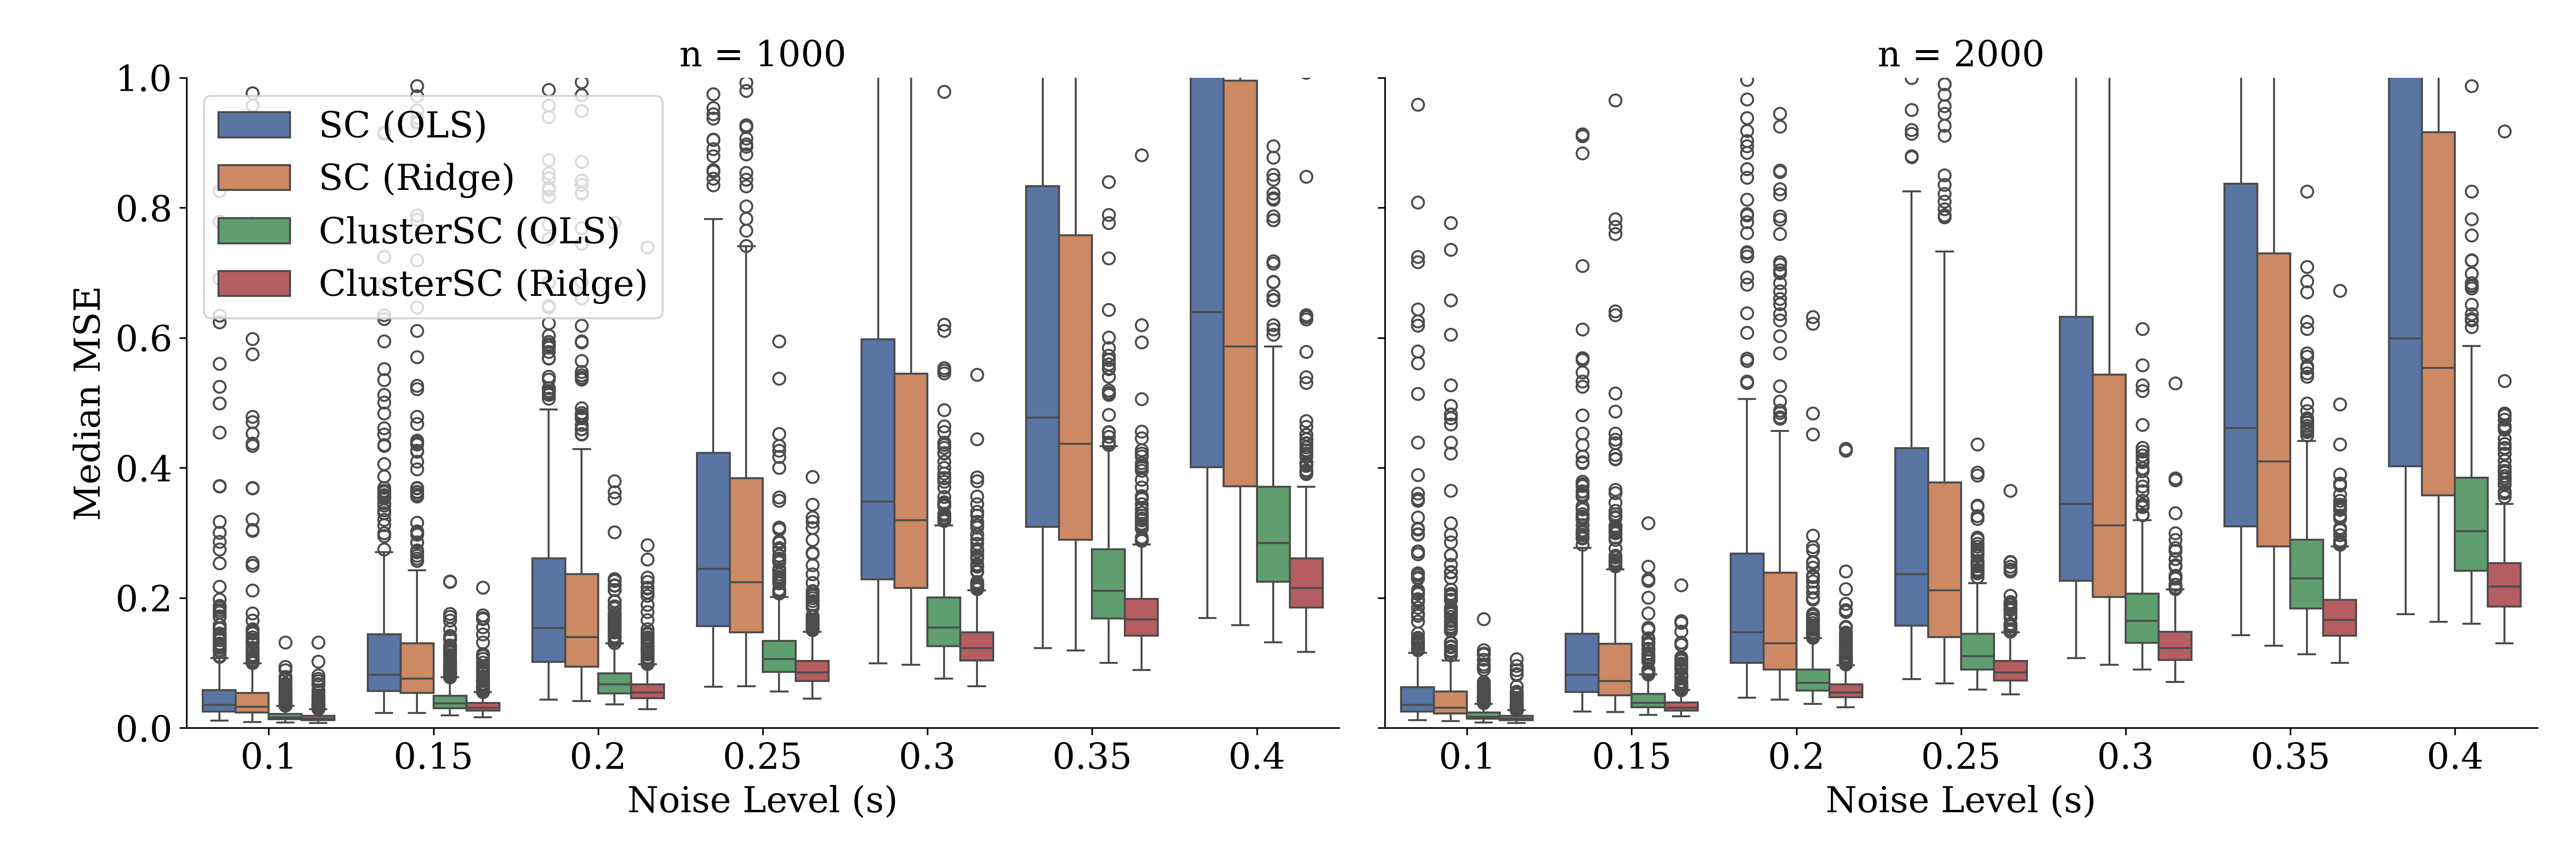 n = 1000
n = 2000
Median MSE
1.0
0.8
0.6
0.4
0.2
0.0
SC (OLS)
SC (Ridge)
ClusterSC (OLS)
ClusterSC (Ridge)
0.1 0.15 0.2 0.25 0.3 0.35 0.4
Noise Level (s)
0.1 0.15 0.2 0.25 0.3 0.35 0.4
Noise Level (s)